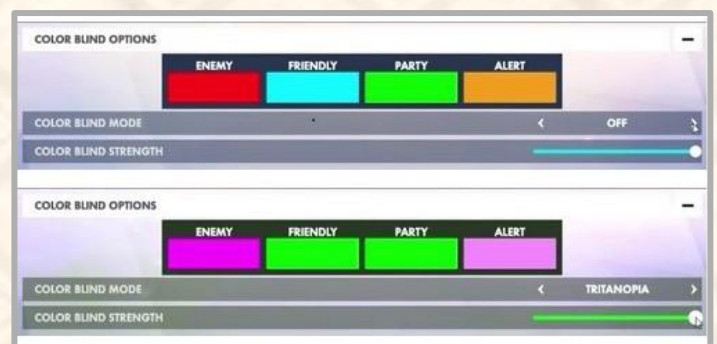 COLOR BLIND OPTIONS
ENEMY FRIENDLY PARTY ALERT
COLOR BLIND MODE < OFF >
COLOR BLIND STRENGTH
COLOR BLIND OPTIONS
ENEMY FRIENDLY PARTY ALERT
COLOR BLIND MODE < TRITANOPIA >
COLOR BLIND STRENGTH